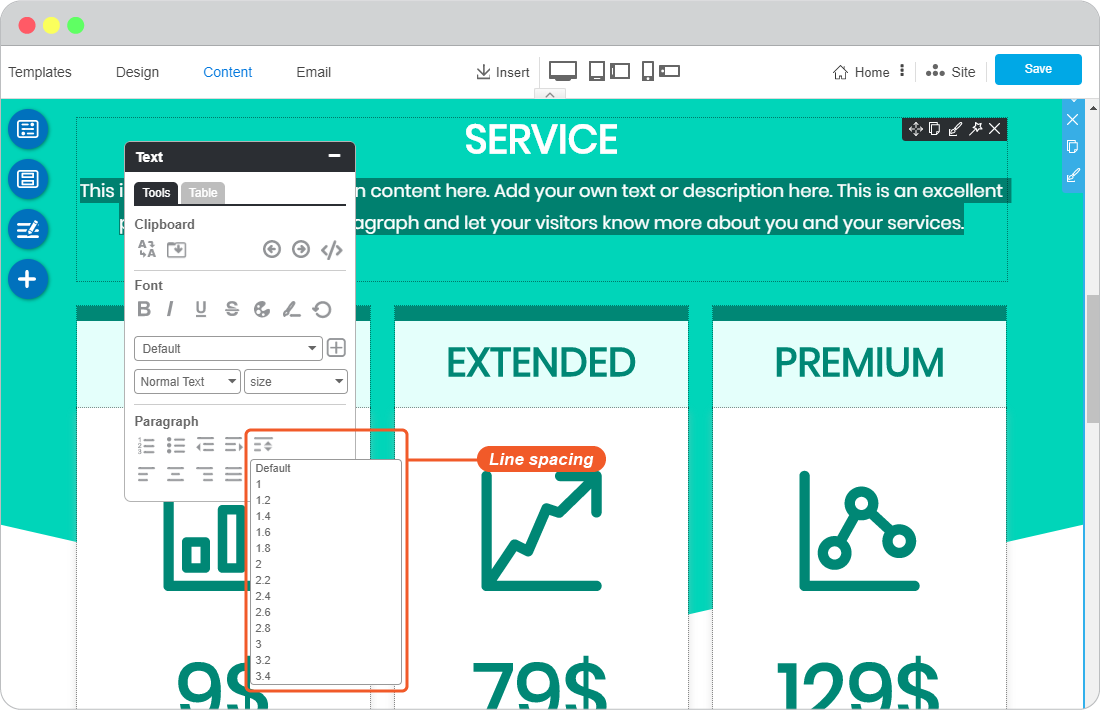 Templates Design Content Email Insert Home Site Save
SERVICE
This i n content here. Add your own text or description here. This is an excellent
agraph and let your visitors know more about you and your services.
Text
Tools Table
Clipboard
Font
B I U S
Default
Normal Text size
Paragraph
EXTENDED
PREMIUM
Line spacing
Default
1
1.2
1.4
1.6
1.8
2
2.2
2.4
2.6
2.8
3
3.2
3.4
9$
79$
129$